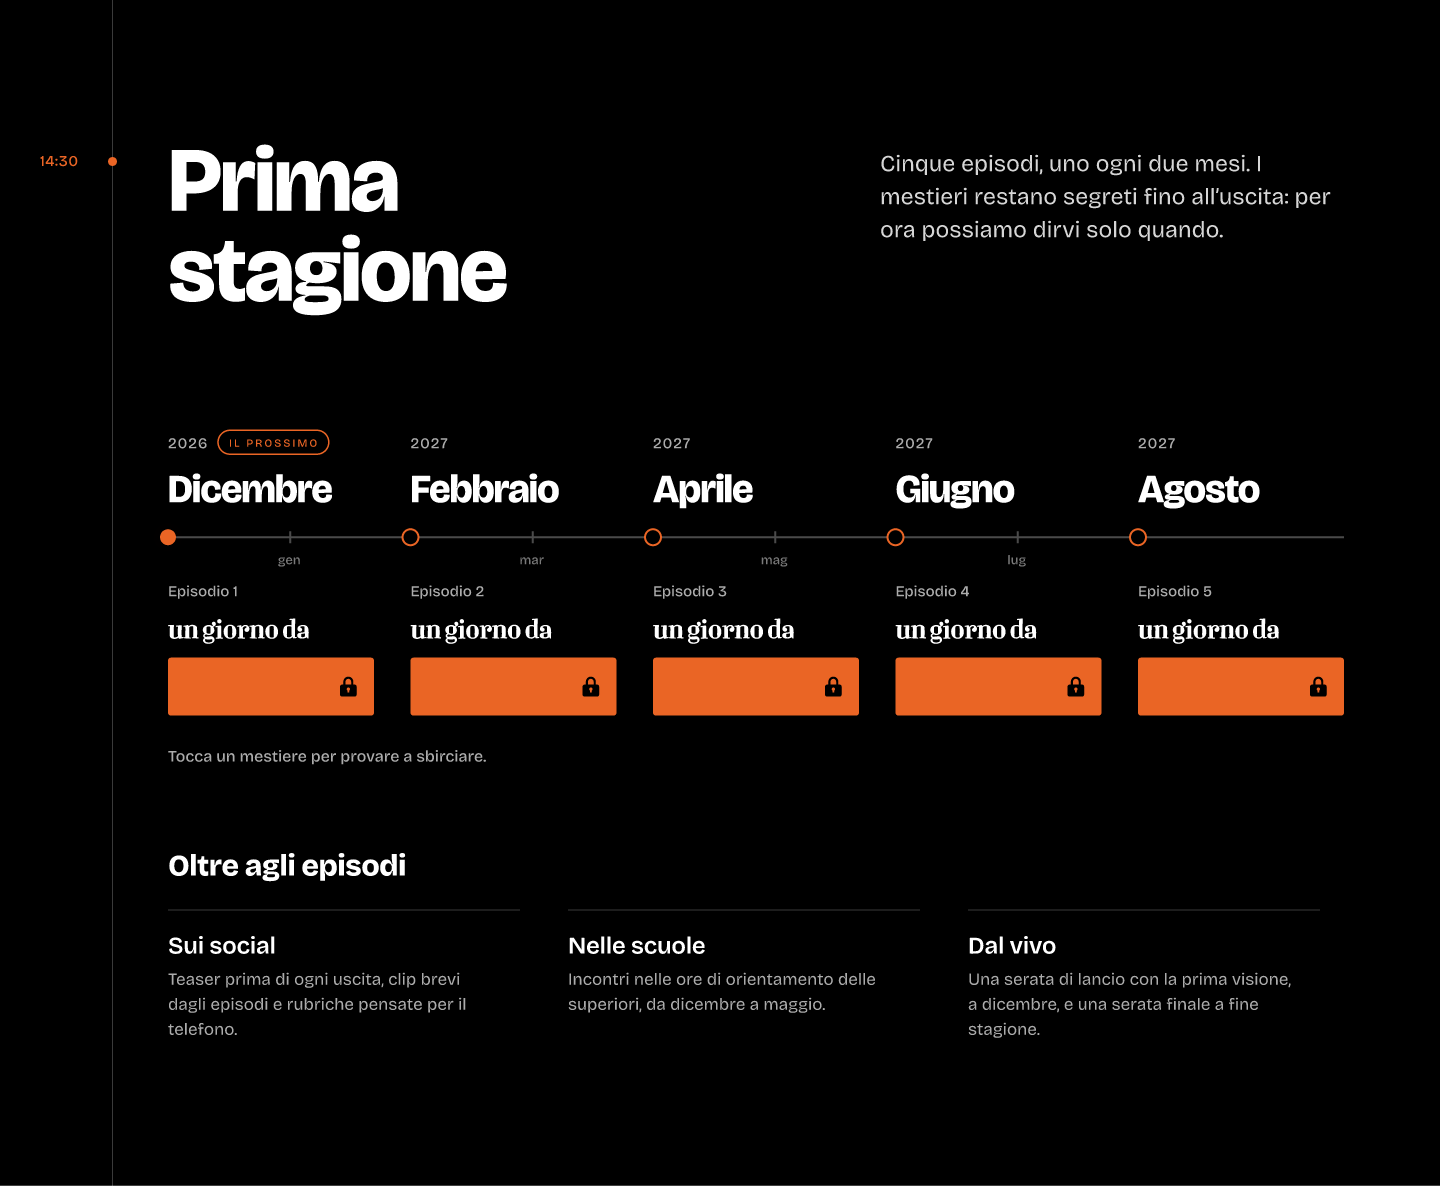 14:30
Prima
stagione
Cinque episodi, uno ogni due mesi. I
mestieri restano segreti fino all'uscita: per
ora possiamo dirvi solo quando.
2026 IL PROSSIMO
Dicembre
gen
Episodio 1
un giorno da
2027
Febbraio
mar
Episodio 2
un giorno da
2027
Aprile
mag
Episodio 3
un giorno da
2027
Giugno
lug
Episodio 4
un giorno da
2027
Agosto
Episodio 5
un giorno da
Tocca un mestiere per provare a sbirciare.
Oltre agli episodi
Sui social
Teaser prima di ogni uscita, clip brevi
dagli episodi e rubriche pensate per il
telefono.
Nelle scuole
Incontri nelle ore di orientamento delle
superiori, da dicembre a maggio.
Dal vivo
Una serata di lancio con la prima visione,
a dicembre, e una serata finale a fine
stagione.